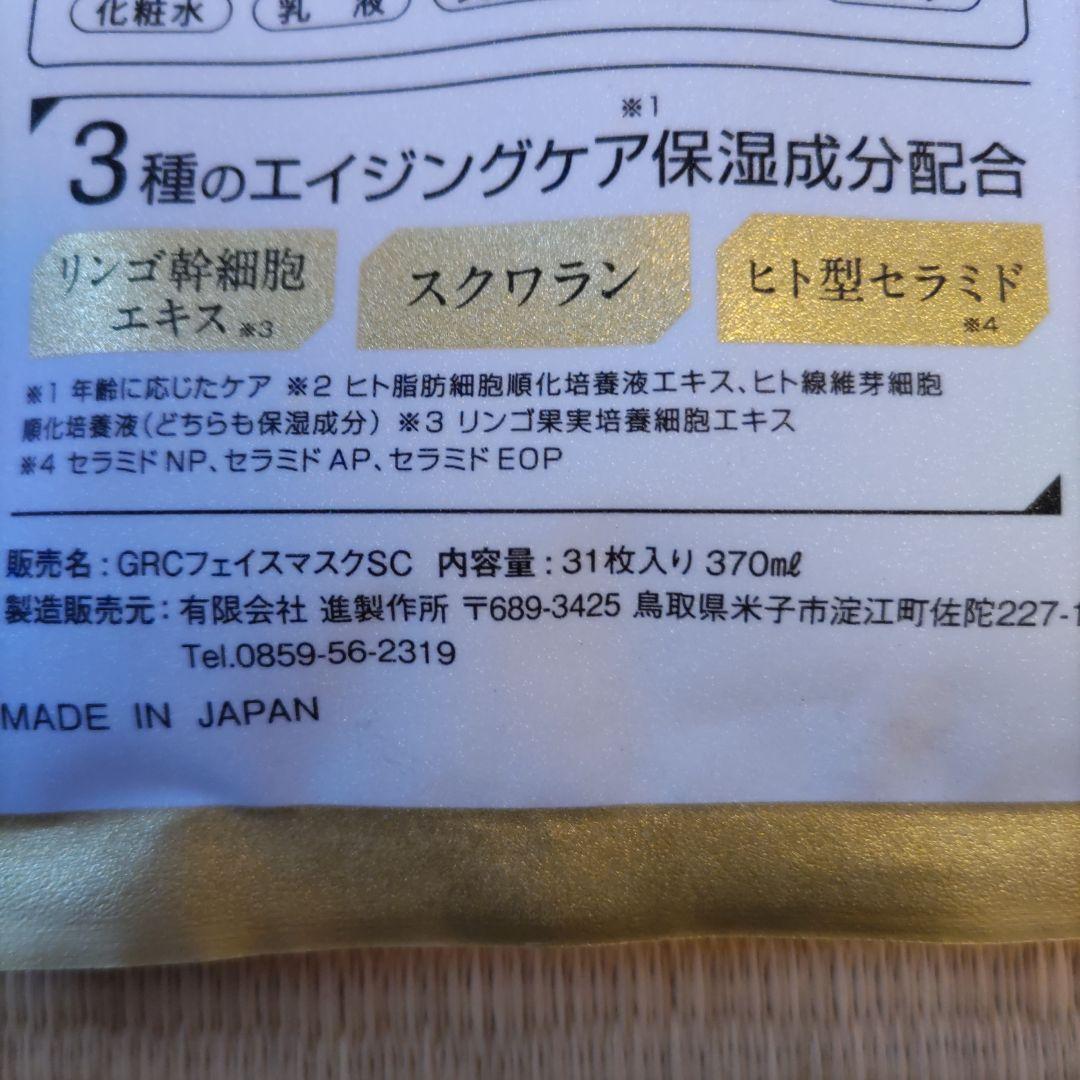 化粧水 乳液
3種のエイジングケア※1保湿成分配合
リンゴ幹細胞
エキス※3
スクワラン
ヒト型セラミド
※4
※1 年齢に応じたケア ※2 ヒト脂肪細胞順化培養液エキス、ヒト線維芽細胞
順化培養液(どちらも保湿成分) ※3 リンゴ果実培養細胞エキス
※4 セラミドNP、セラミドAP、セラミドEOP
販売名:GRCフェイスマスクSC 内容量:31枚入り 370㎖
製造販売元:有限会社 進製作所 〒689-3425 鳥取県米子市淀江町佐陀227-1
Tel.0859-56-2319
MADE IN JAPAN